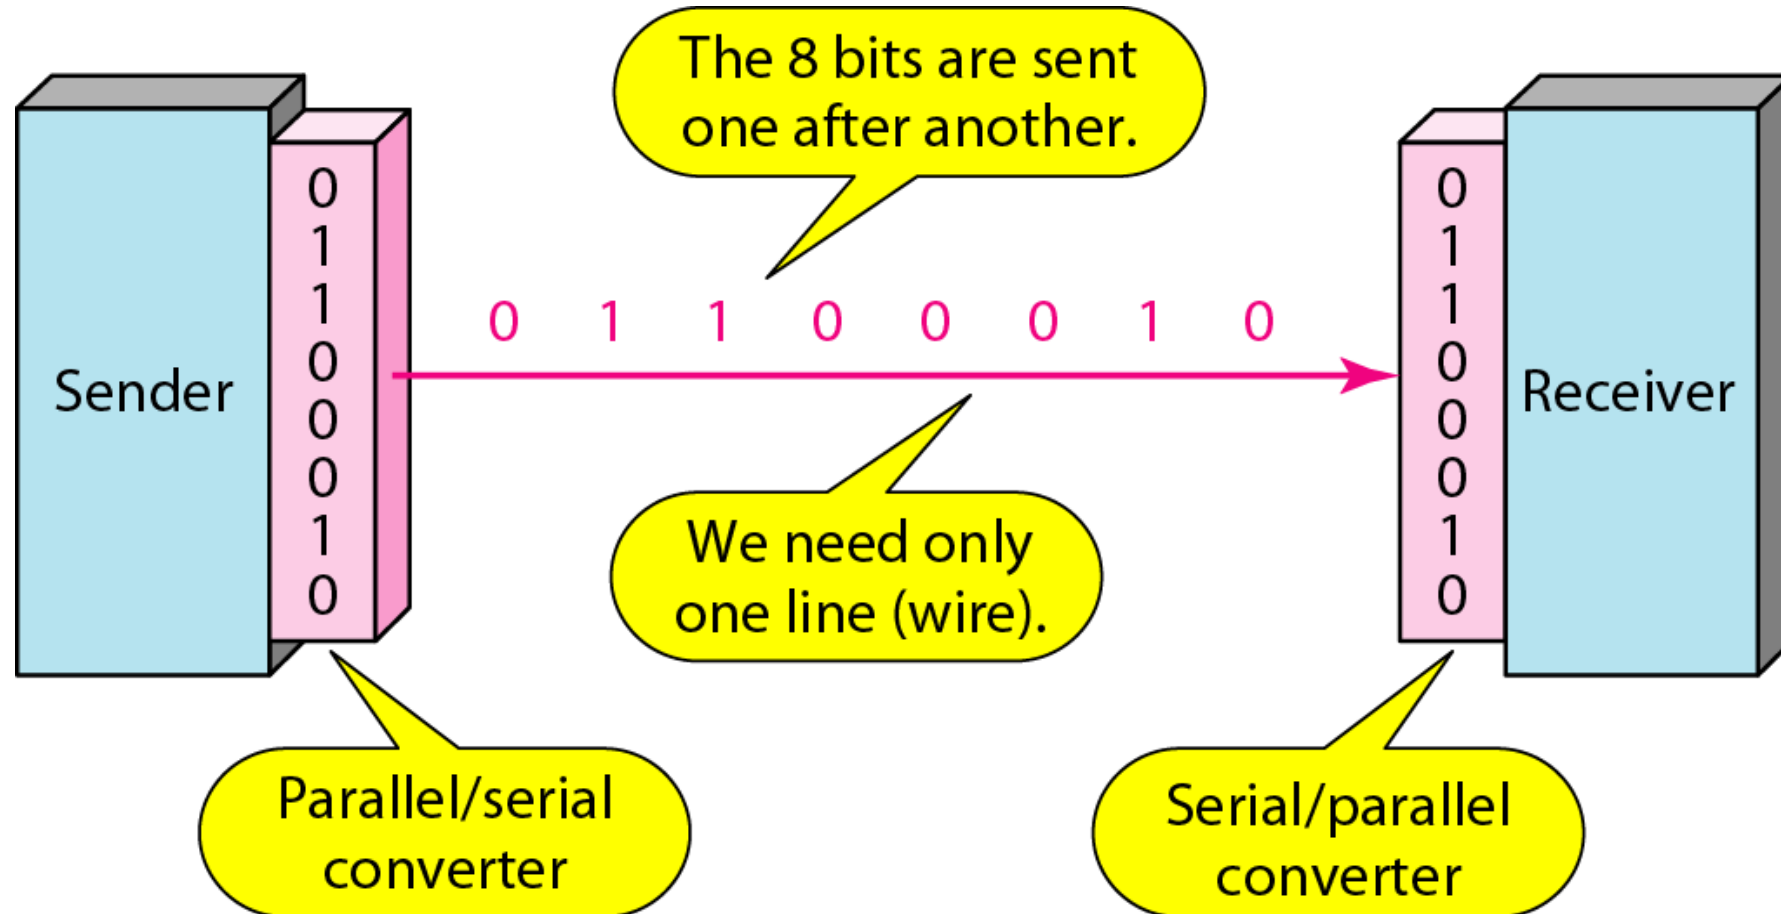 The 8 bits are sent
one after another.
0
1
1
0
0
0
1
0
Sender
0 1 1 0 0 0 1 0
0
1
1
0
0
0
1
0
Receiver
We need only
one line (wire).
Parallel/serial
converter
Serial/parallel
converter